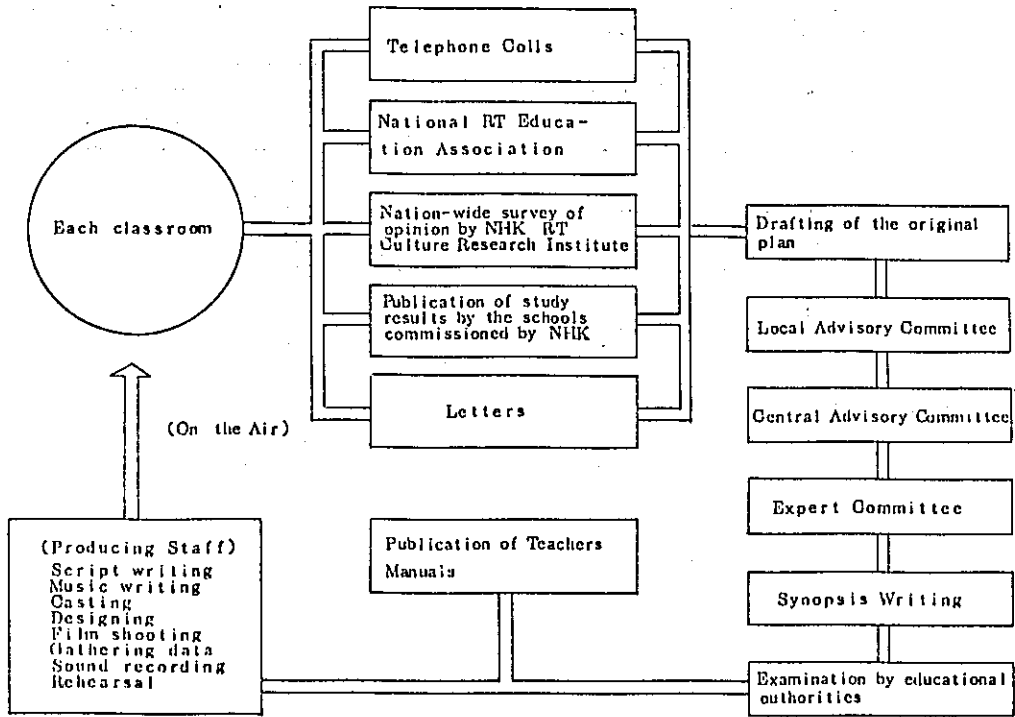 Telephone Colls
National RT Educa-
tion Association
Each classroom
Nation-wide survey of
opinion by NHK RT
Culture Research Institute
Drafting of the original
plan
Publication of study
results by the schools
commissioned by NHK
Local Advisory Committee
Letters
Central Advisory Committee
(On the Air)
Expert Committee
(Producing Staff)
Script writing
Music writing
Casting
Designing
Film shooting
Gathering data
Sound recording
Rehearsal
Publication of Teachers
Manuals
Synopsis Writing
Examination by educational
authorities